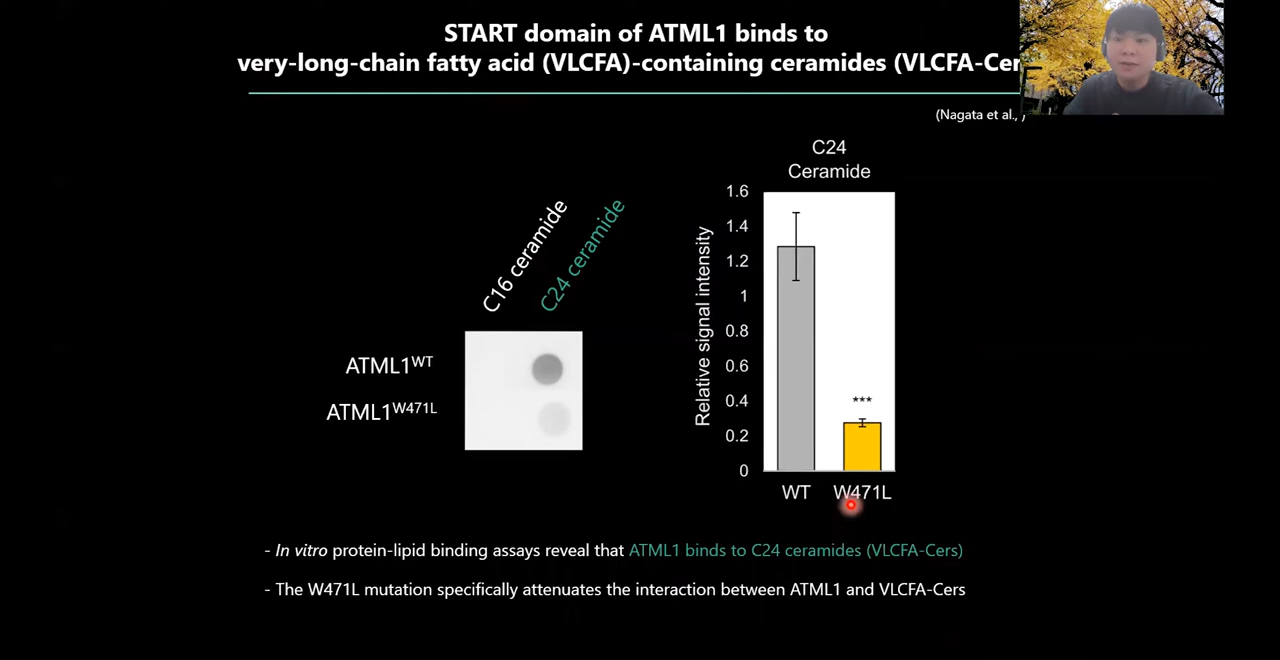 START domain of ATML1 binds to
very-long-chain fatty acid (VLCFA)-containing ceramides (VLCFA-Cer
(Nagata et al., )
C24
Ceramide
C16 ceramide
C24 ceramide
ATML1WT
ATML1W471L
Relative signal intensity
1.6
1.4
1.2
1
0.8
0.6
0.4
0.2
0
***
WT W471L
- In vitro protein-lipid binding assays reveal that ATML1 binds to C24 ceramides (VLCFA-Cers)
- The W471L mutation specifically attenuates the interaction between ATML1 and VLCFA-Cers